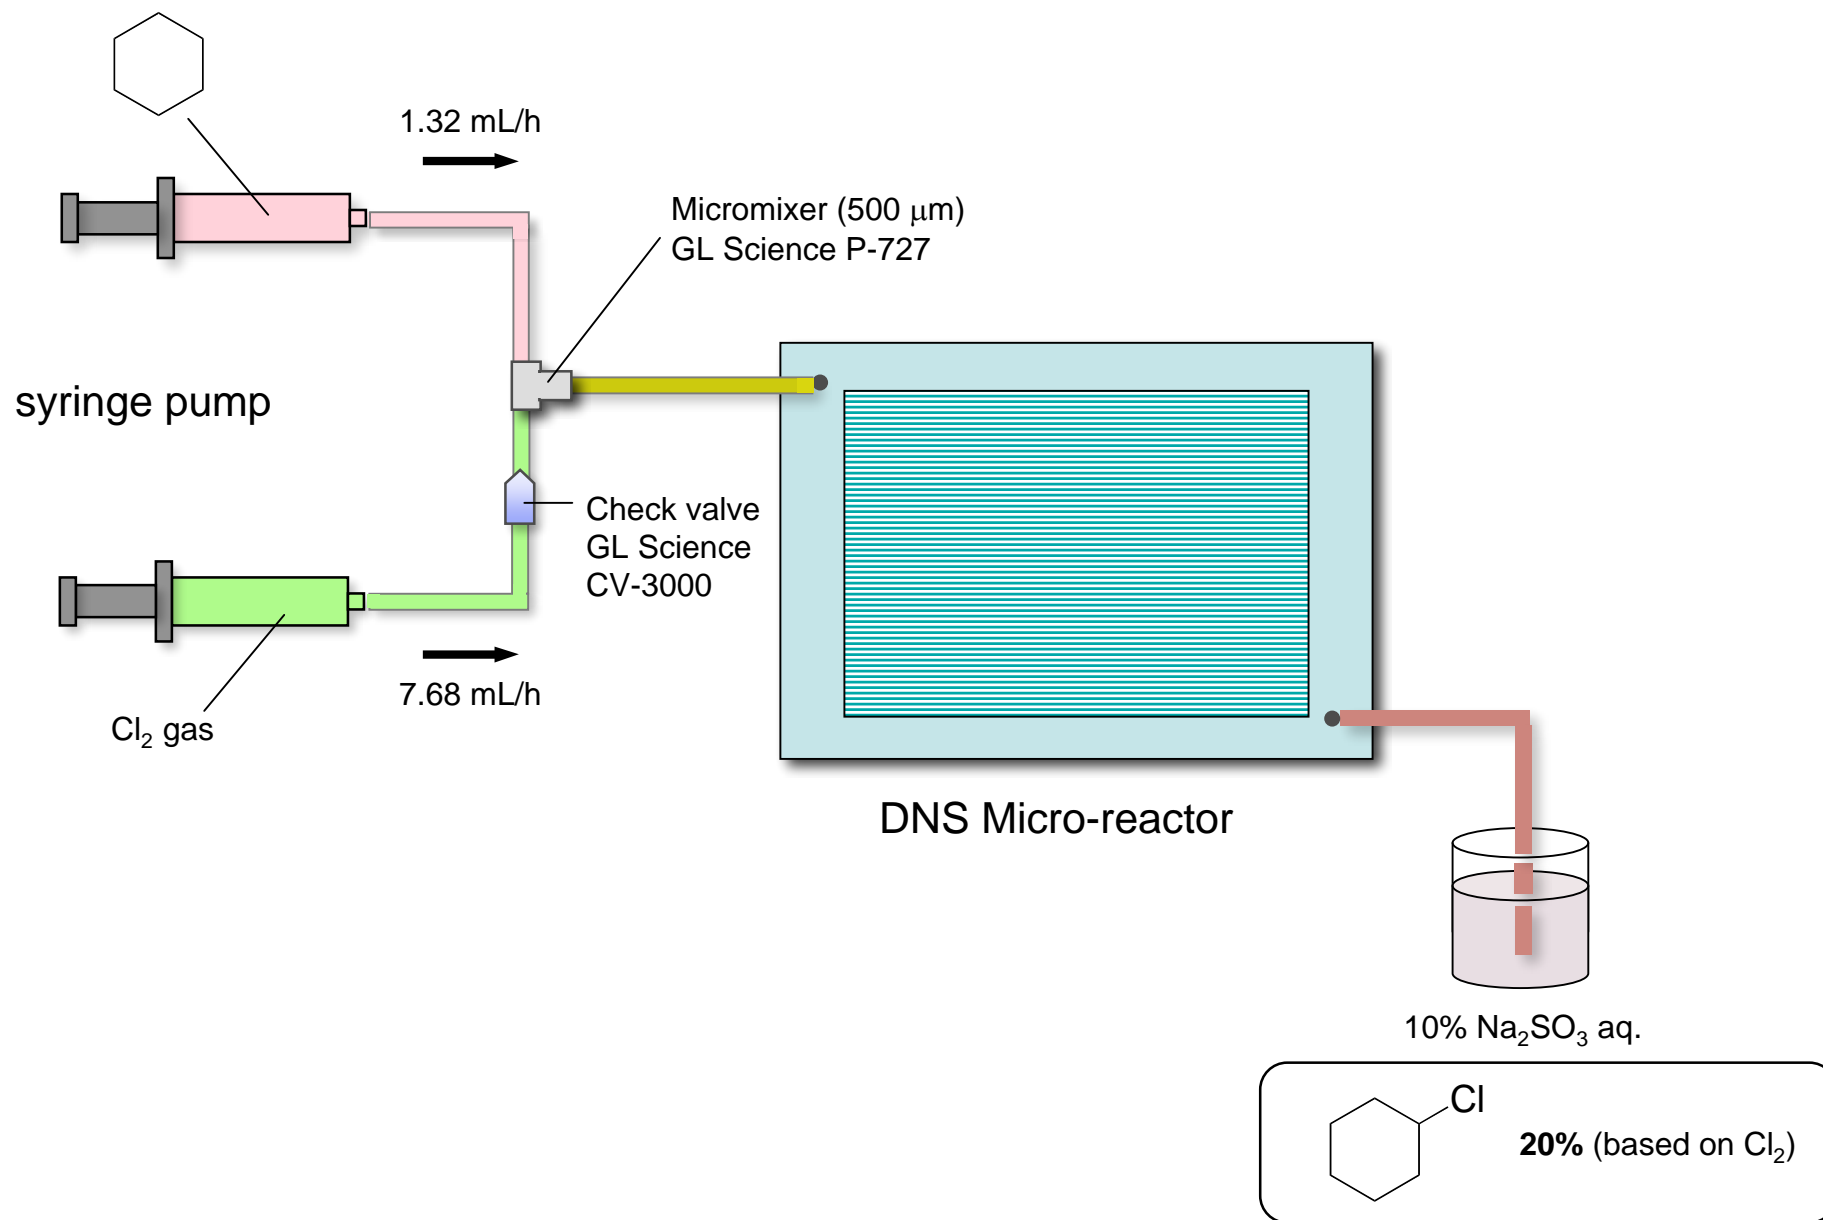 1.32 mL/h
Micromixer (500 μm)
GL Science P-727
syringe pump
Check valve
GL Science
CV-3000
7.68 mL/h
Cl₂ gas
DNS Micro-reactor
10% Na₂SO₃ aq.
Cl
20% (based on Cl₂)